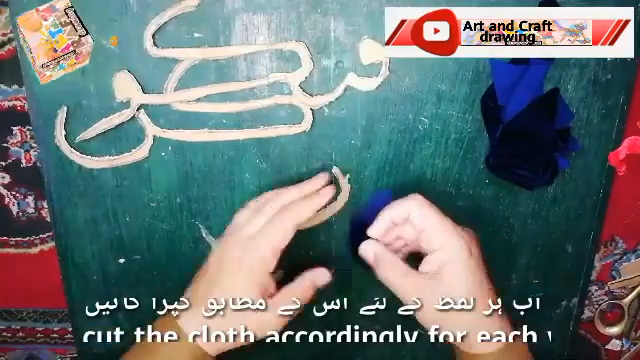 Art and Craft
drawing
اب ہر لفظ کے لئے اس کے مطابق کپڑا کاٹیں
cut the cloth accordingly for each